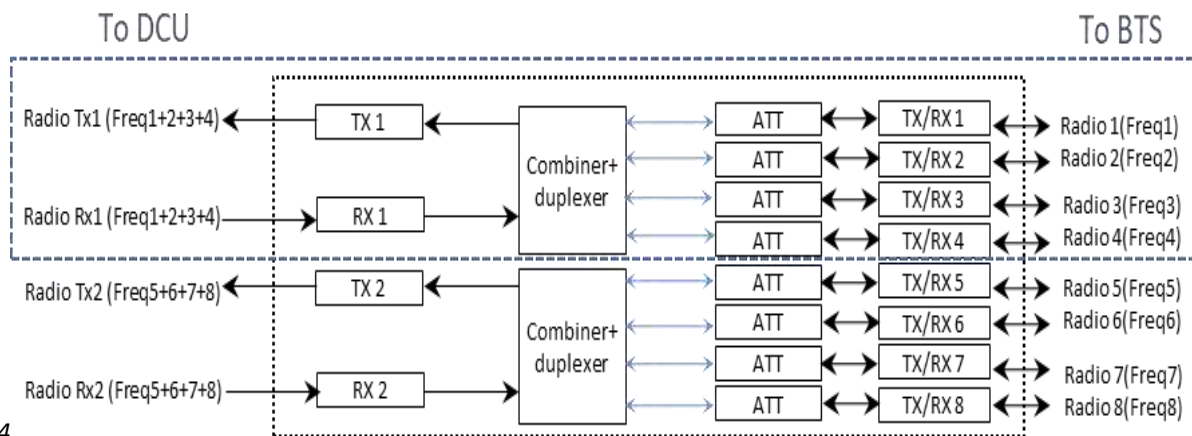 To DCU
To BTS
Radio Tx1 (Freq1+2+3+4)
TX 1
Combiner+
duplexer
ATT
TX/RX 1
Radio 1(Freq1)
ATT
TX/RX 2
Radio 2(Freq2)
Radio Rx1 (Freq1+2+3+4)
RX 1
ATT
TX/RX 3
Radio 3(Freq3)
ATT
TX/RX 4
Radio 4(Freq4)
Radio Tx2 (Freq5+6+7+8)
TX 2
Combiner+
duplexer
ATT
TX/RX 5
Radio 5(Freq5)
ATT
TX/RX 6
Radio 6(Freq6)
Radio Rx2 (Freq5+6+7+8)
RX 2
ATT
TX/RX 7
Radio 7(Freq7)
ATT
TX/RX 8
Radio 8(Freq8)
4